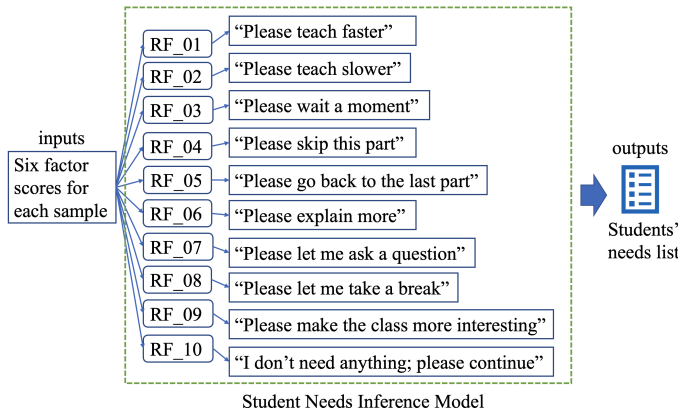 inputs
Six factor
scores for
each sample
RF_01
"Please teach faster"
RF_02
"Please teach slower"
RF_03
"Please wait a moment"
RF_04
"Please skip this part"
RF_05
"Please go back to the last part"
RF_06
"Please explain more"
RF_07
"Please let me ask a question"
RF_08
"Please let me take a break"
RF_09
"Please make the class more interesting"
RF_10
"I don't need anything; please continue"
outputs
Students'
needs list
Student Needs Inference Model